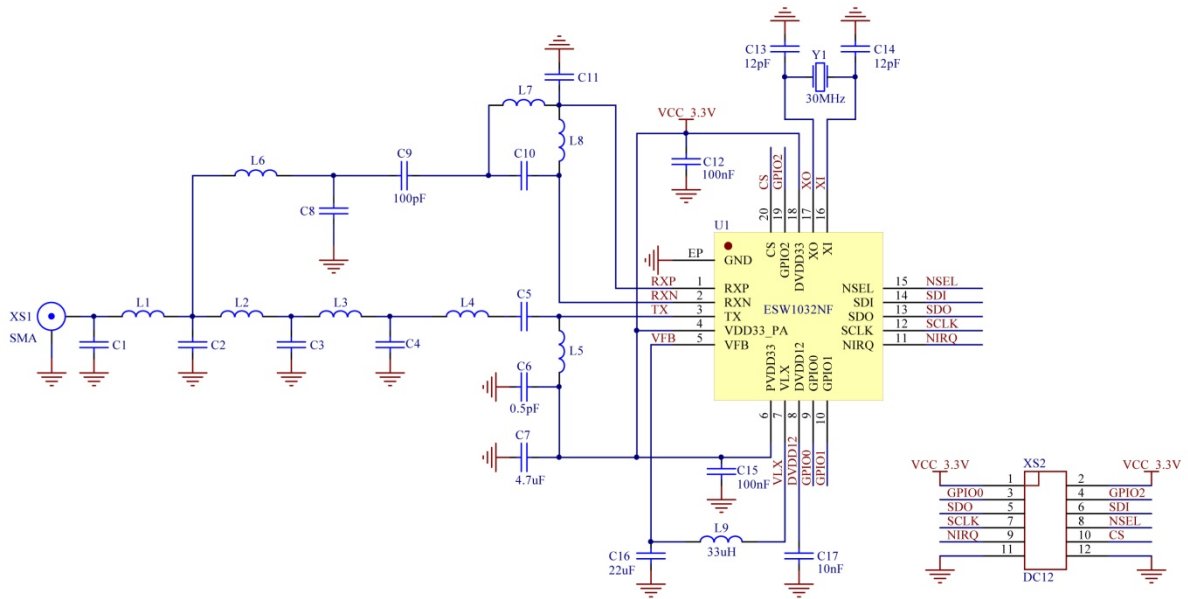 C13
12pF
Y1
30MHz
C14
12pF
C11
L7
L8
VCC_3.3V
C12
100nF
L6
C9
100pF
C10
C8
CS
GPIO2
XO
XI
20
19
18
17
16
U1
EP
GND
CS
GPIO2
DVDD33
XO
XI
RXP 1 RXP
RXN 2 RXN
TX 3 TX
4 VDD33_PA
VFB 5 VFB
ESW1032NF
NSEL 15 NSEL
SDI 14 SDI
SDO 13 SDO
SCLK 12 SCLK
NIRQ 11 NIRQ
PVDD33
VLX
DVDD12
GPIO0
GPIO1
6
7
8
9
10
VLX
DVDD12
GPIO0
GPIO1
XS1
SMA
L1
L2
L3
L4
C5
C1
C2
C3
C4
L5
C6
0.5pF
C7
4.7uF
C15
100nF
L9
33uH
C16
22uF
C17
10nF
VCC_3.3V
XS2
VCC_3.3V
1 2
GPIO0 3 4 GPIO2
SDO 5 6 SDI
SCLK 7 8 NSEL
NIRQ 9 10 CS
11 12
DC12